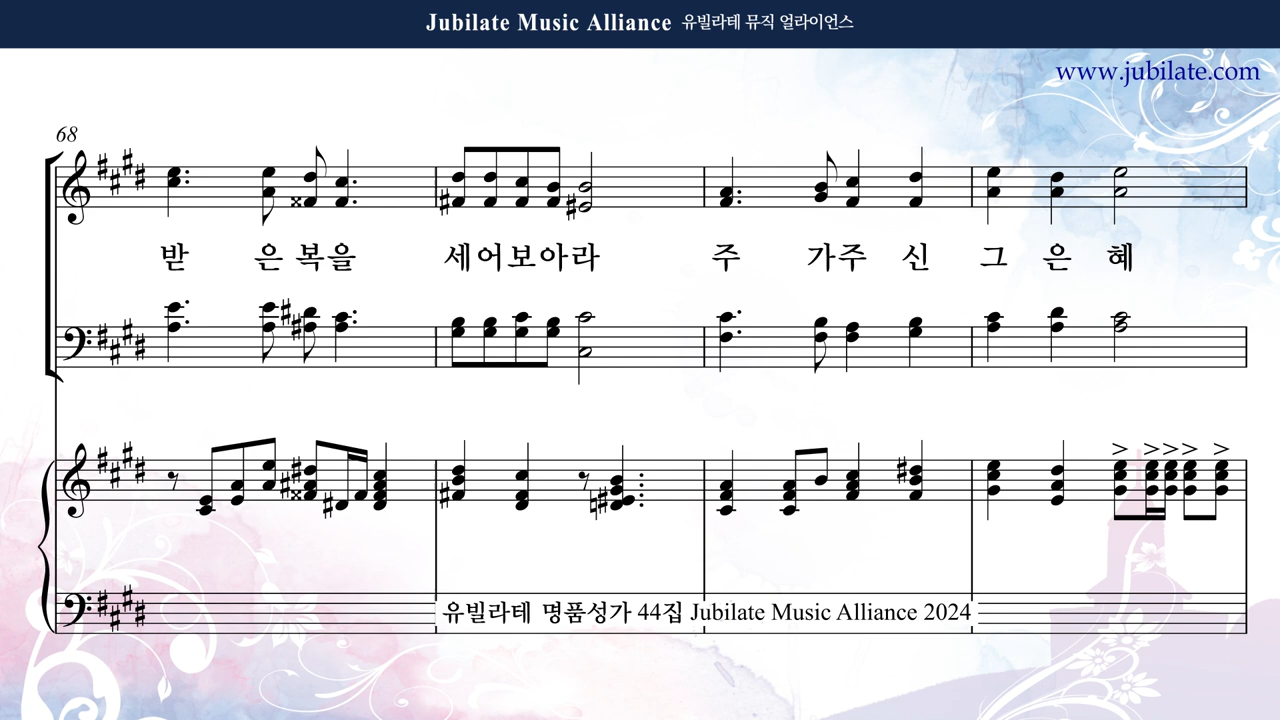 Jubilate Music Alliance 유빌라테 뮤직 얼라이언스
www.jubilate.com
68
받 은 복을 세어보아라 주 가주 신 그 은 혜
유빌라테 명품성가 44집 Jubilate Music Alliance 2024